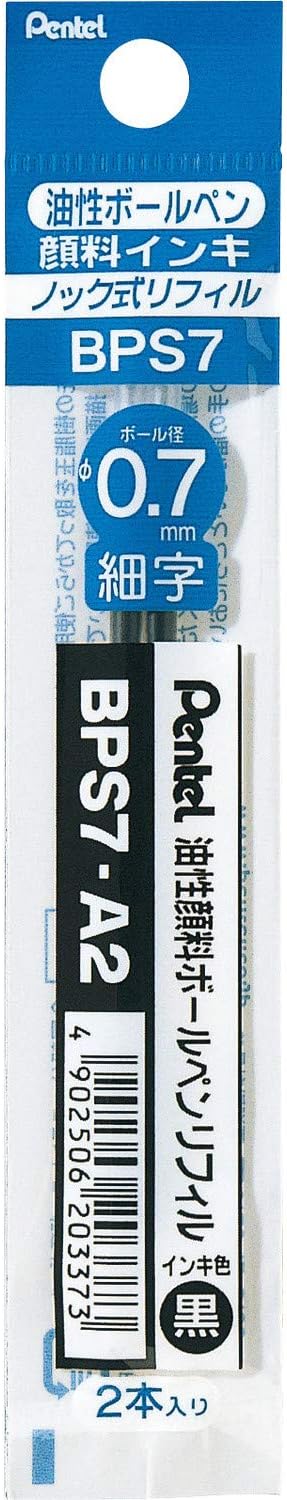 Pentel
油性ボールペン
顔料インキ
ノック式リフィル
BPS7
ボール径
φ0.7mm
細字
Pentel 油性顔料ボールペンリフィル
インキ色
黒
BPS7・A2
4 902506 203373
2本入り